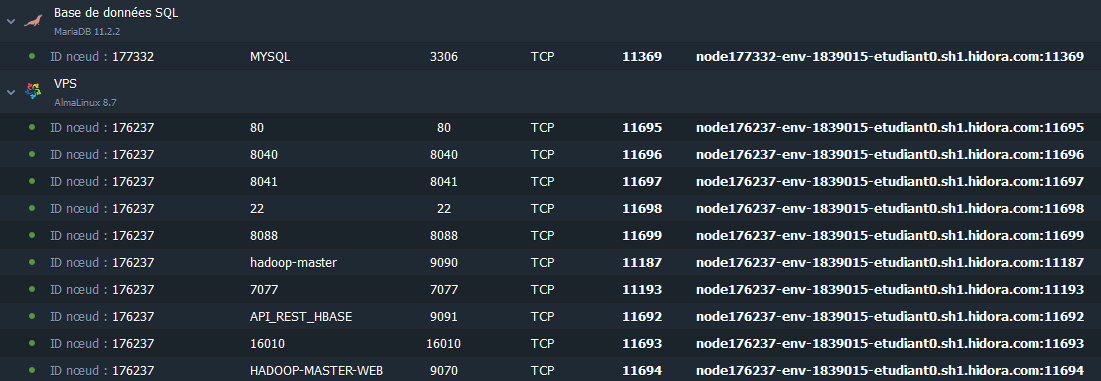 Base de données SQL
MariaDB 11.2.2
ID nœud : 177332 MYSQL 3306 TCP 11369 node177332-env-1839015-etudiant0.sh1.hidora.com:11369
VPS
AlmaLinux 8.7
ID nœud : 176237 80 80 TCP 11695 node176237-env-1839015-etudiant0.sh1.hidora.com:11695
ID nœud : 176237 8040 8040 TCP 11696 node176237-env-1839015-etudiant0.sh1.hidora.com:11696
ID nœud : 176237 8041 8041 TCP 11697 node176237-env-1839015-etudiant0.sh1.hidora.com:11697
ID nœud : 176237 22 22 TCP 11698 node176237-env-1839015-etudiant0.sh1.hidora.com:11698
ID nœud : 176237 8088 8088 TCP 11699 node176237-env-1839015-etudiant0.sh1.hidora.com:11699
ID nœud : 176237 hadoop-master 9090 TCP 11187 node176237-env-1839015-etudiant0.sh1.hidora.com:11187
ID nœud : 176237 7077 7077 TCP 11193 node176237-env-1839015-etudiant0.sh1.hidora.com:11193
ID nœud : 176237 API_REST_HBASE 9091 TCP 11692 node176237-env-1839015-etudiant0.sh1.hidora.com:11692
ID nœud : 176237 16010 16010 TCP 11693 node176237-env-1839015-etudiant0.sh1.hidora.com:11693
ID nœud : 176237 HADOOP-MASTER-WEB 9070 TCP 11694 node176237-env-1839015-etudiant0.sh1.hidora.com:11694